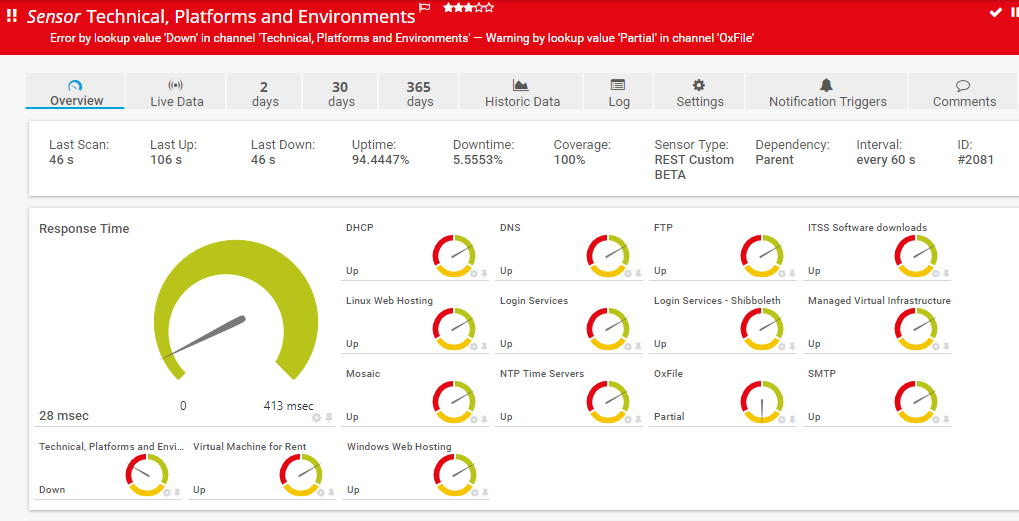 !! Sensor Technical, Platforms and Environments
Error by lookup value 'Down' in channel 'Technical, Platforms and Environments' — Warning by lookup value 'Partial' in channel 'OxFile'
Overview
Live Data
2 days
30 days
365 days
Historic Data
Log
Settings
Notification Triggers
Comments
Last Scan:
46 s
Last Up:
106 s
Last Down:
46 s
Uptime:
94.4447%
Downtime:
5.5553%
Coverage:
100%
Sensor Type:
REST Custom
BETA
Dependency:
Parent
Interval:
every 60 s
ID:
#2081
Response Time
0
413 msec
28 msec
DHCP
Up
DNS
Up
FTP
Up
ITSS Software downloads
Up
Linux Web Hosting
Up
Login Services
Up
Login Services - Shibboleth
Up
Managed Virtual Infrastructure
Up
Mosaic
Up
NTP Time Servers
Up
OxFile
Partial
SMTP
Up
Technical, Platforms and Envi...
Down
Virtual Machine for Rent
Up
Windows Web Hosting
Up